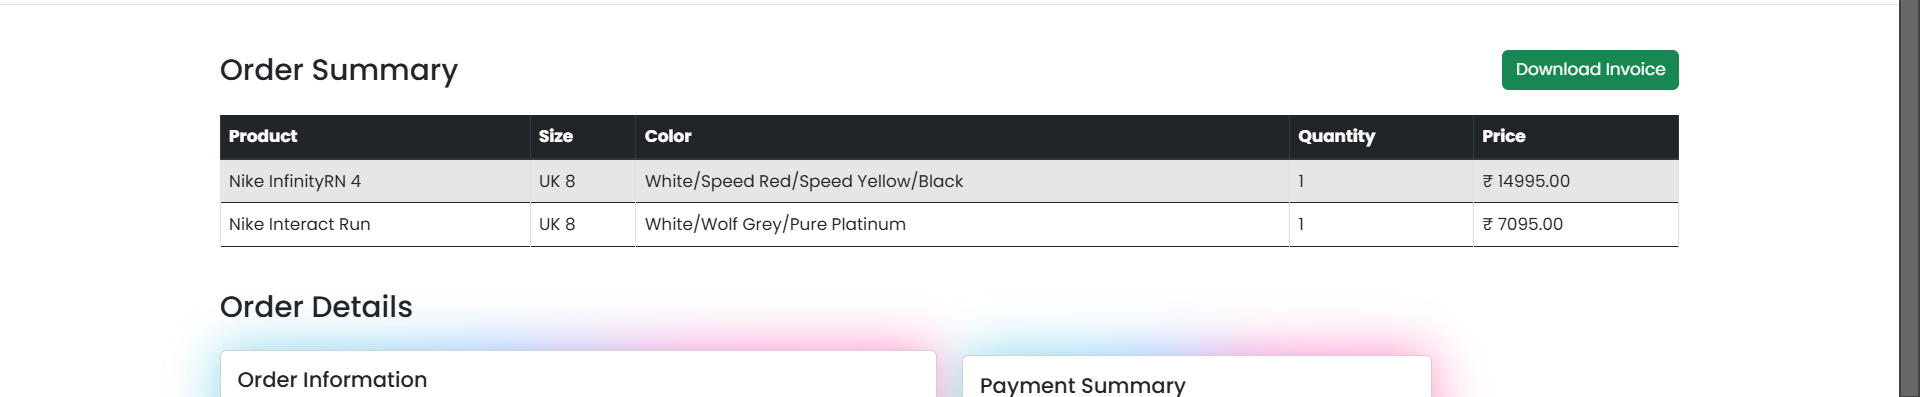 Order Summary
Download Invoice
Product Size Color Quantity Price
Nike InfinityRN 4 UK 8 White/Speed Red/Speed Yellow/Black 1 ₹ 14995.00
Nike Interact Run UK 8 White/Wolf Grey/Pure Platinum 1 ₹ 7095.00
Order Details
Order Information
Payment Summary